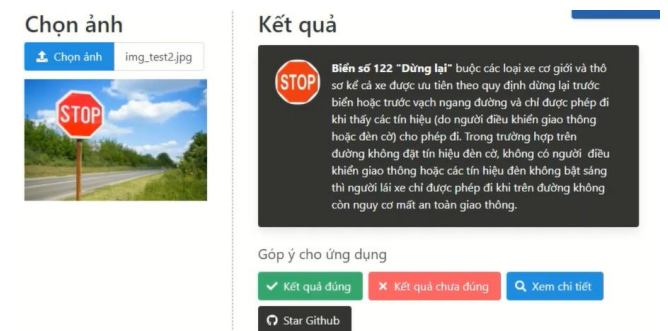 Chọn ảnh
Chọn ảnh
img_test2.jpg
STOP
Kết quả
STOP
Biển số 122 "Dừng lại" buộc các loại xe cơ giới và thô
sơ kể cả xe được ưu tiên theo quy định dừng lại trước
biển hoặc trước vạch ngang đường và chỉ được phép đi
khi thấy các tín hiệu (do người điều khiển giao thông
hoặc đèn cờ) cho phép đi. Trong trường hợp trên
đường không đặt tín hiệu đèn cờ, không có người điều
khiển giao thông hoặc các tín hiệu đèn không bật sáng
thì người lái xe chỉ được phép đi khi trên đường không
còn nguy cơ mất an toàn giao thông.
Góp ý cho ứng dụng
Kết quả đúng
Kết quả chưa đúng
Xem chi tiết
Star Github